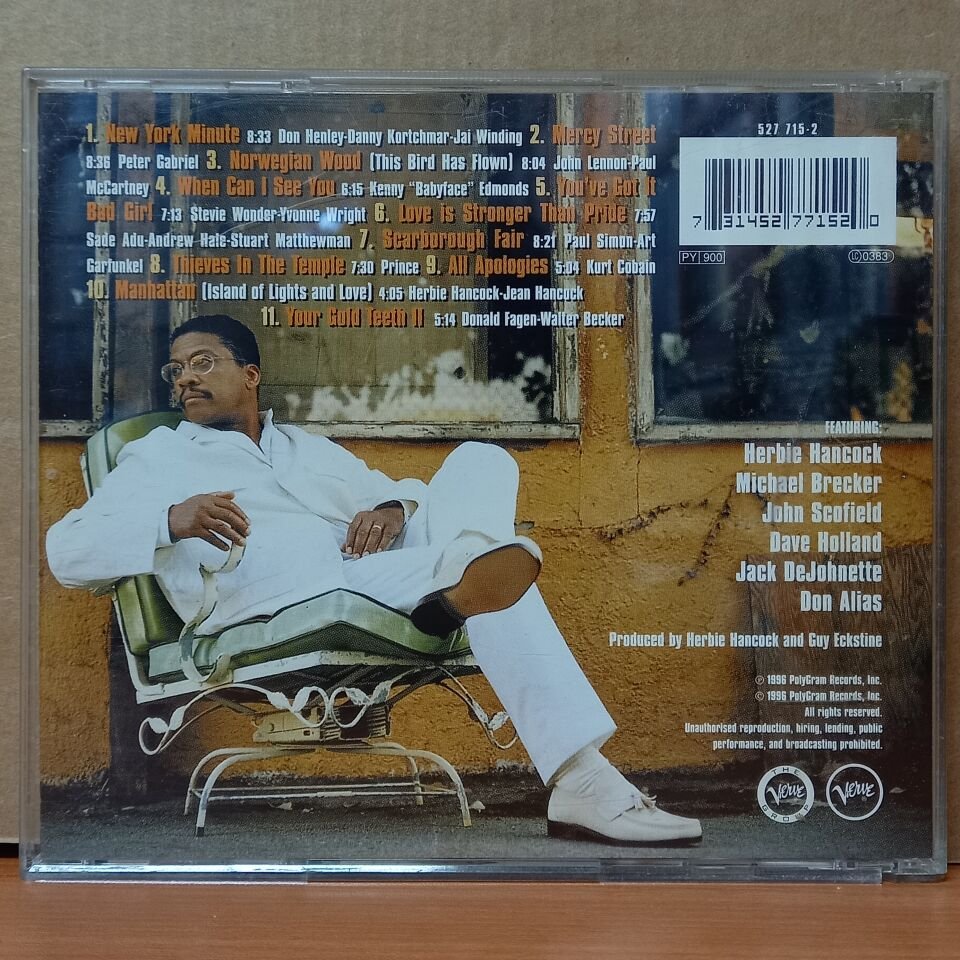 1. New York Minute 8:33 Don Henley-Danny Kortchmar-Jai Winding 2. Mercy Street
8:36 Peter Gabriel 3. Norwegian Wood (This Bird Has Flown) 8:04 John Lennon-Paul
McCartney 4. When Can I See You 6:15 Kenny "Babyface" Edmonds 5. You've Got It
Bad Girl 7:13 Stevie Wonder-Yvonne Wright 6. Love is Stronger Than Pride 7:57
Sade Adu-Andrew Hale-Stuart Matthewman 7. Scarborough Fair 8:21 Paul Simon-Art
Garfunkel 8. Thieves In The Temple 7:30 Prince 9. All Apologies 5:04 Kurt Cobain
10. Manhattan (Island of Lights and Love) 4:05 Herbie Hancock-Jean Hancock
11. Your Gold Teeth II 5:14 Donald Fagen-Walter Becker
527 715-2
7 31452 77152 0
PY 900
LC 0383
FEATURING:
Herbie Hancock
Michael Brecker
John Scofield
Dave Holland
Jack DeJohnette
Don Alias
Produced by Herbie Hancock and Guy Eckstine
℗ 1996 PolyGram Records, Inc.
© 1996 PolyGram Records, Inc.
All rights reserved.
Unauthorised reproduction, hiring, lending, public
performance, and broadcasting prohibited.
THE Verve GROUP
Verve